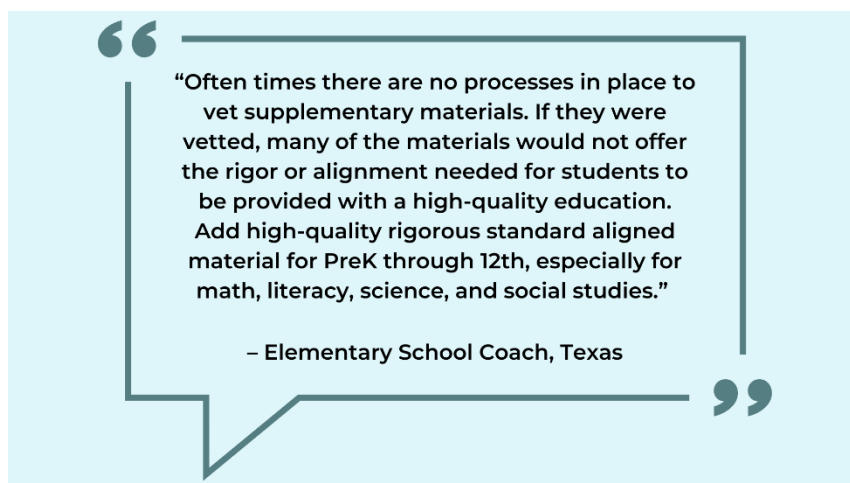 “Often times there are no processes in place to
vet supplementary materials. If they were
vetted, many of the materials would not offer
the rigor or alignment needed for students to
be provided with a high-quality education.
Add high-quality rigorous standard aligned
material for PreK through 12th, especially for
math, literacy, science, and social studies.”
– Elementary School Coach, Texas